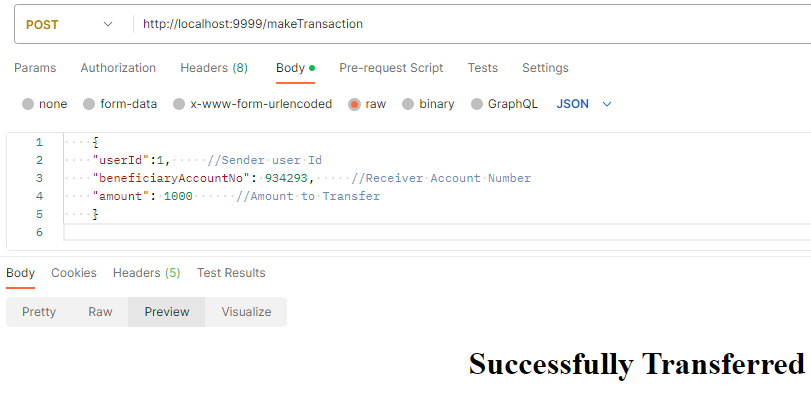 POST http://localhost:9999/makeTransaction
Params Authorization Headers (8) Body Pre-request Script Tests Settings
none form-data x-www-form-urlencoded raw binary GraphQL JSON
1 {
2 "userId":1, //Sender user Id
3 "beneficiaryAccountNo": 934293, //Receiver Account Number
4 "amount": 1000 //Amount to Transfer
5 }
6
Body Cookies Headers (5) Test Results
Pretty Raw Preview Visualize
Successfully Transferred